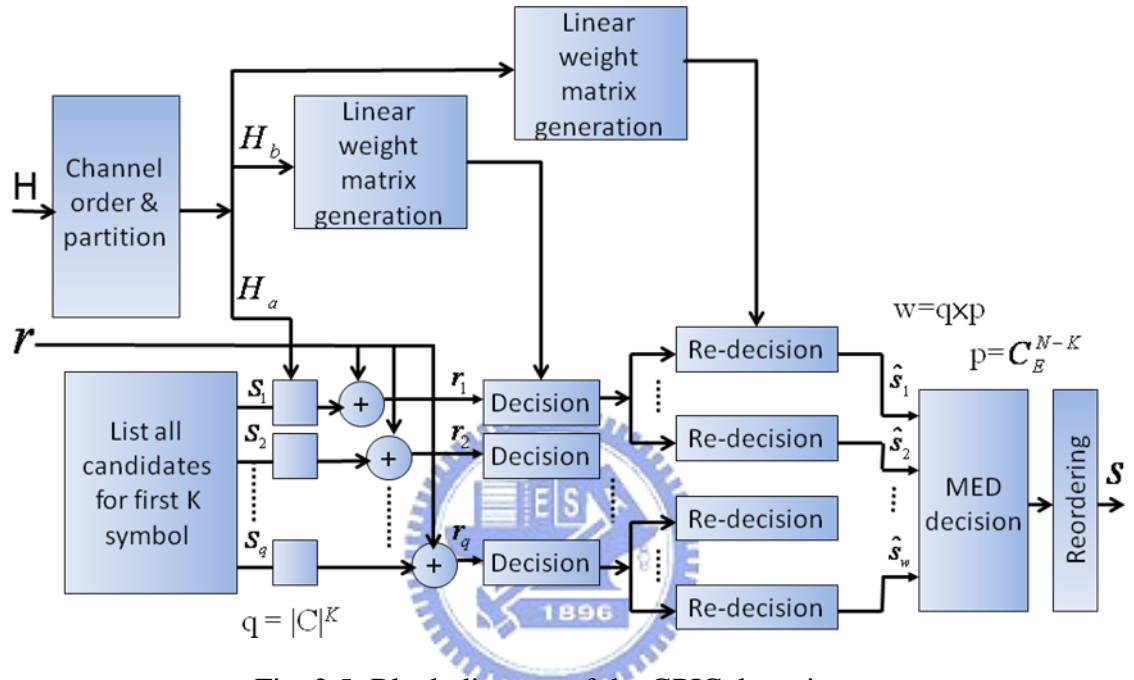 Linear
weight
matrix
generation
Linear
weight
matrix
generation
H_b
Channel
order &
partition
H
H_a
r
w=q×p
p=C_E^{N-K}
List all
candidates
for first K
symbol
s_1
s_2
s_q
q = |C|^K
+
+
+
r_1
r_2
r_q
Decision
Decision
Decision
Re-decision
Re-decision
Re-decision
Re-decision
ŝ_1
ŝ_2
ŝ_w
MED
decision
Reordering
s
ES
1896